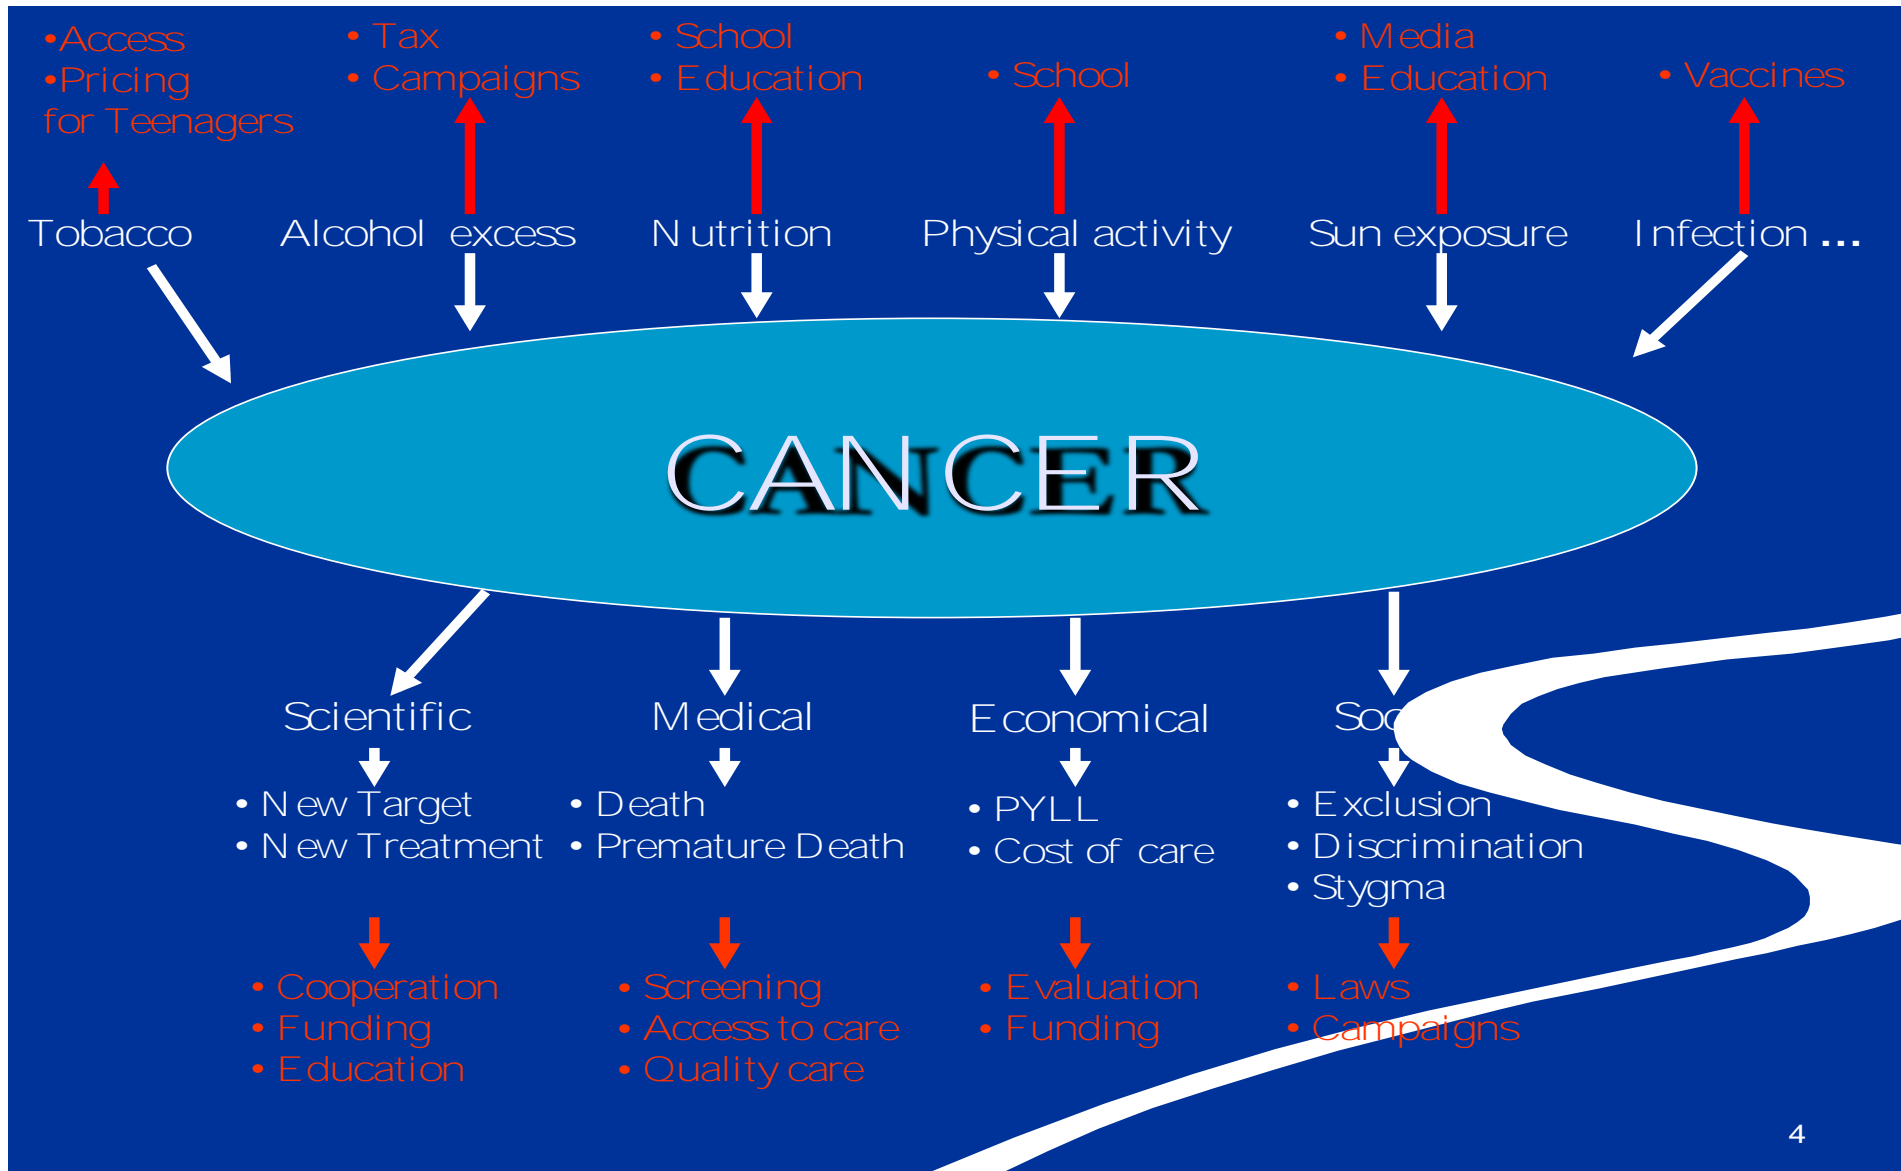 •Access
•Pricing
for Teenagers
• Tax
• Campaigns
• School
• Education
• School
• Media
• Education
• Vaccines
Tobacco
Alcohol excess
Nutrition
Physical activity
Sun exposure
Infection ...
CANCER
Scientific
Medical
Economical
Soc
• New Target
• New Treatment
• Death
• Premature Death
• PYLL
• Cost of care
• Exclusion
• Discrimination
• Stygma
• Cooperation
• Funding
• Education
• Screening
• Access to care
• Quality care
• Evaluation
• Funding
• Laws
• Campaigns
4